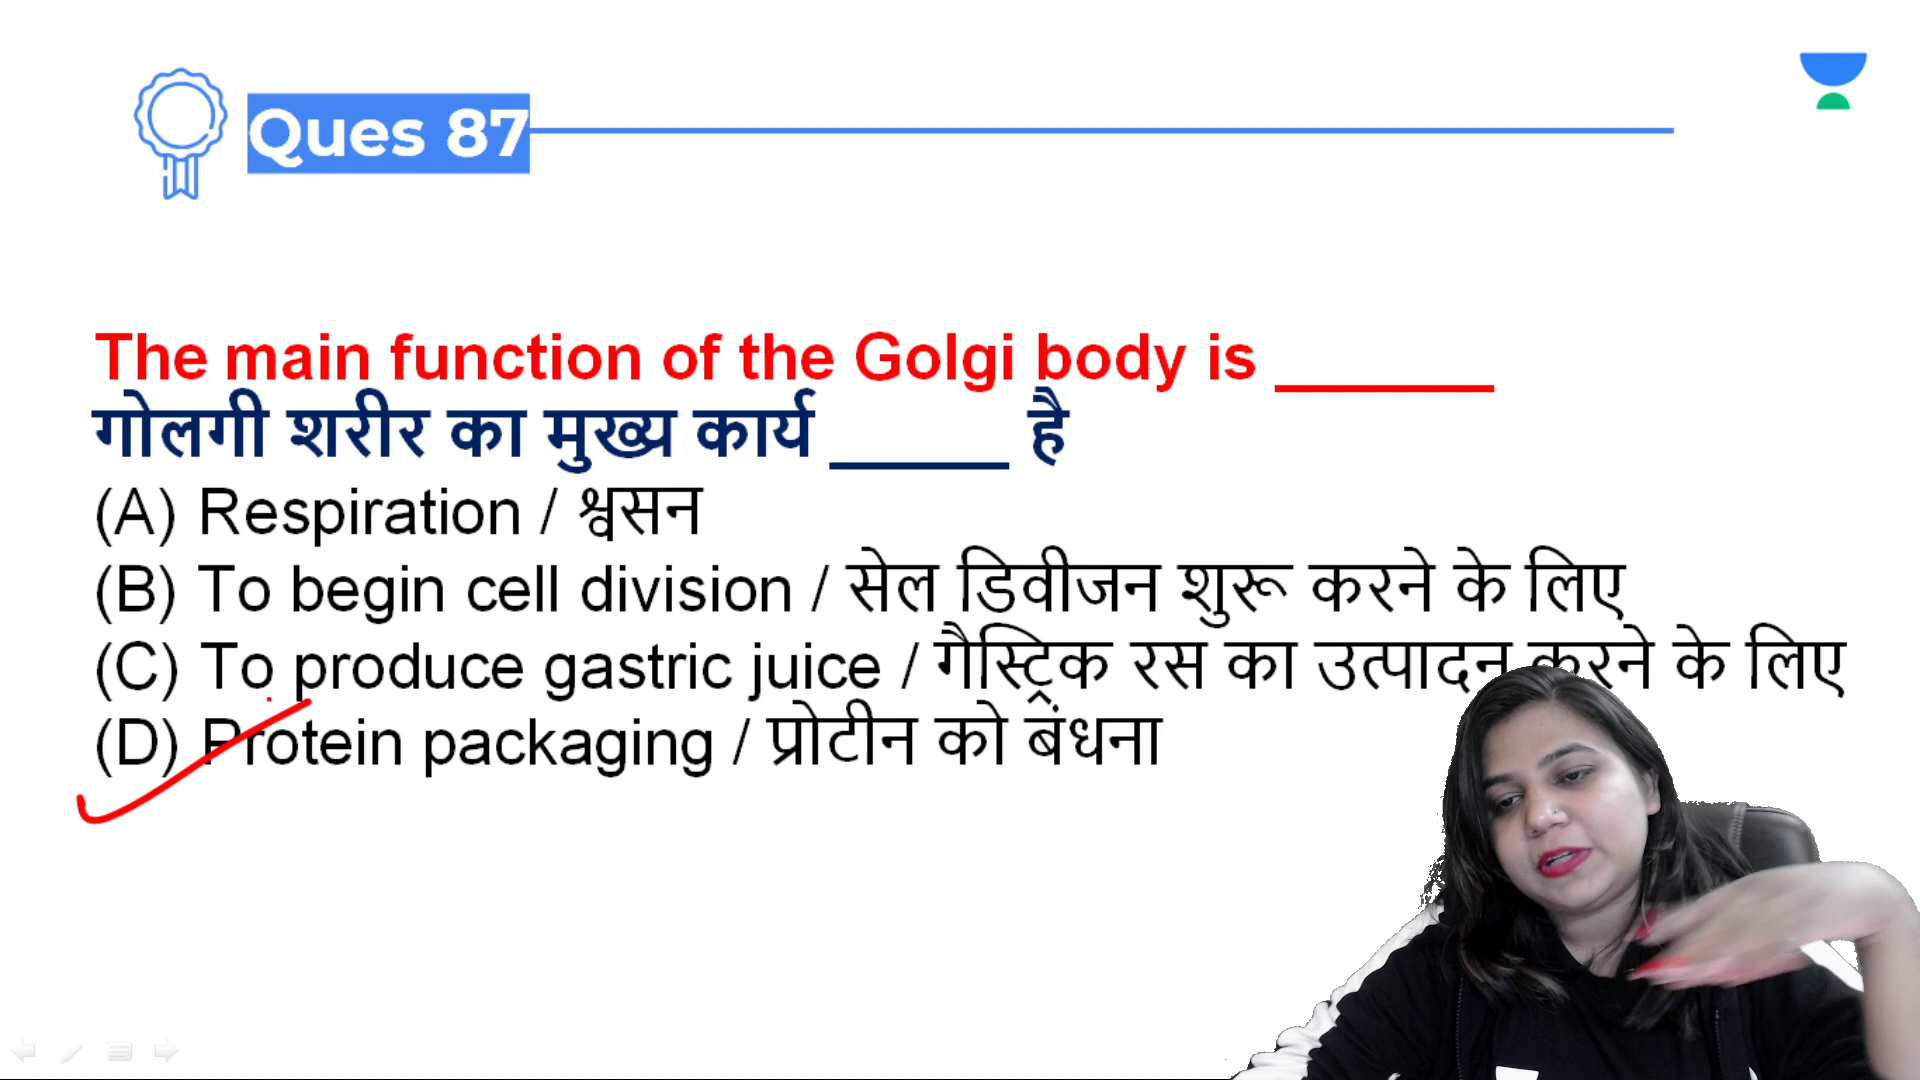 Ques 87
The main function of the Golgi body is ______
गोलगी शरीर का मुख्य कार्य _____ है
(A) Respiration / श्वसन
(B) To begin cell division / सेल डिवीजन शुरू करने के लिए
(C) To produce gastric juice / गैस्ट्रिक रस का उत्पादन करने के लिए
(D) Protein packaging / प्रोटीन को बंधना